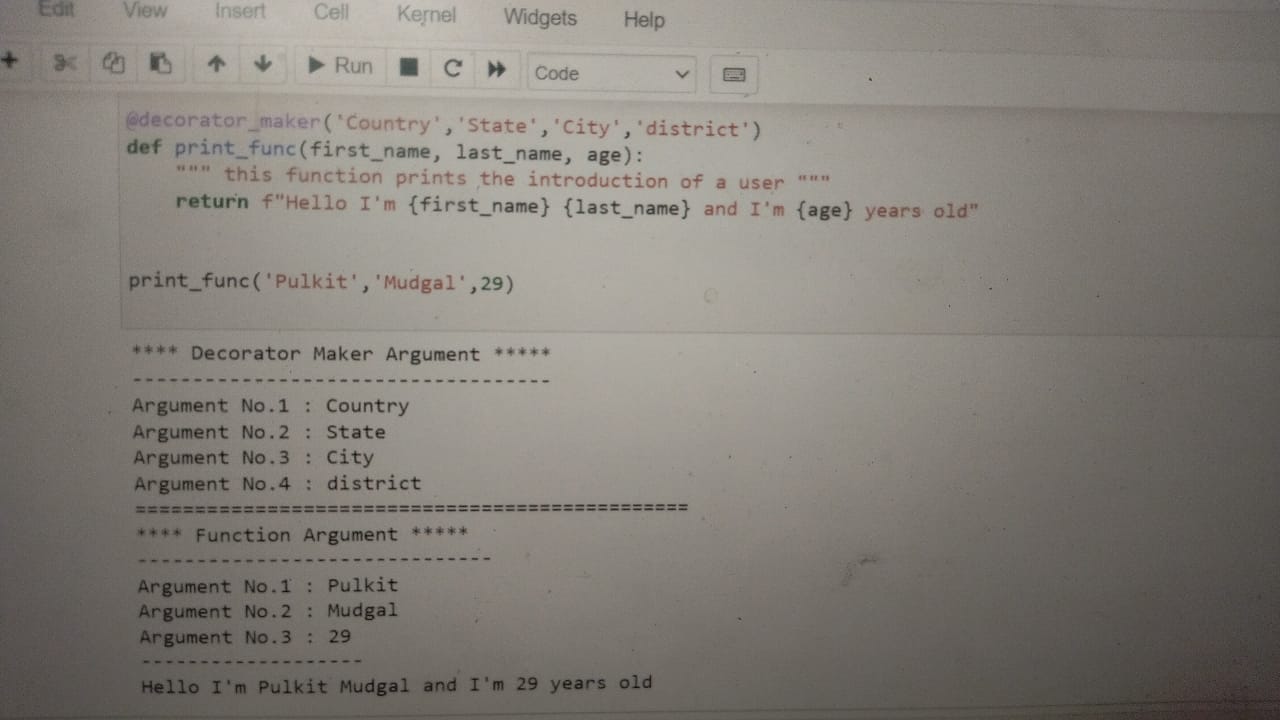 Edit View Insert Cell Kernel Widgets Help
Run Code
@decorator_maker('Country','State','City','district')
def print_func(first_name, last_name, age):
    """ this function prints the introduction of a user """
    return f"Hello I'm {first_name} {last_name} and I'm {age} years old"
print_func('Pulkit','Mudgal',29)
**** Decorator Maker Argument *****
-----------------------------------
Argument No.1 : Country
Argument No.2 : State
Argument No.3 : City
Argument No.4 : district
==============================================
**** Function Argument *****
------------------------------
Argument No.1 : Pulkit
Argument No.2 : Mudgal
Argument No.3 : 29
-------------------
Hello I'm Pulkit Mudgal and I'm 29 years old